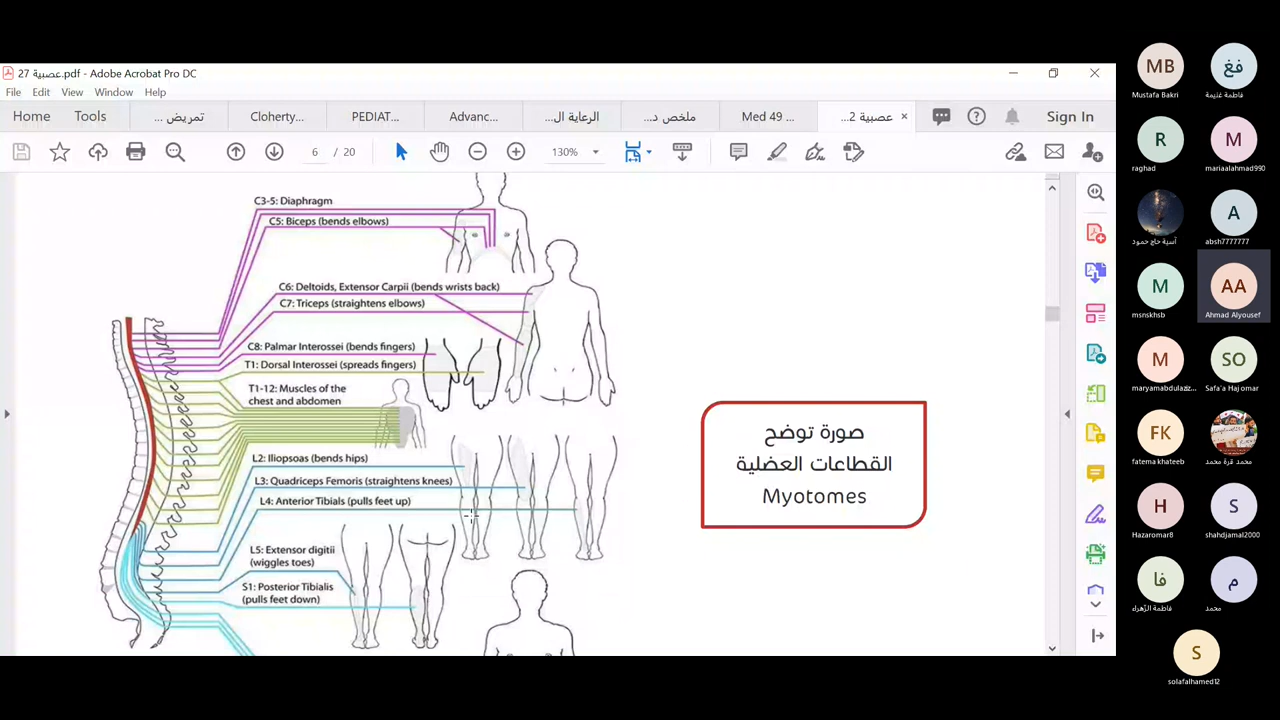 27 عصبية.pdf - Adobe Acrobat Pro DC
File Edit View Window Help
Home Tools تمريض ... Cloherty... PEDIAT... Advanc... الرعاية ال... ملخص د... Med 49 ... عصبية 2... × Sign In
6 / 20 130%
C3-5: Diaphragm
C5: Biceps (bends elbows)
C6: Deltoids, Extensor Carpii (bends wrists back)
C7: Triceps (straightens elbows)
C8: Palmar Interossei (bends fingers)
T1: Dorsal Interossei (spreads fingers)
T1-12: Muscles of the
chest and abdomen
L2: Iliopsoas (bends hips)
L3: Quadriceps Femoris (straightens knees)
L4: Anterior Tibials (pulls feet up)
L5: Extensor digitii
(wiggles toes)
S1: Posterior Tibialis
(pulls feet down)
صورة توضح
القطاعات العضلية
Myotomes
MB فغ
Mustafa Bakri فاطمة غنيمة
R M
raghad mariaalahmad990
A
آسية حاج حمود absh7777777
M AA
msnskhsb Ahmad Alyousef
M SO
Safa'a Haj omar
FK
fatema khateeb محمد قرة محمد
H S
Hazaromar8 shahdjamal2000
فا م
فاطمة الزهراء محمد
S
solafalhamed12